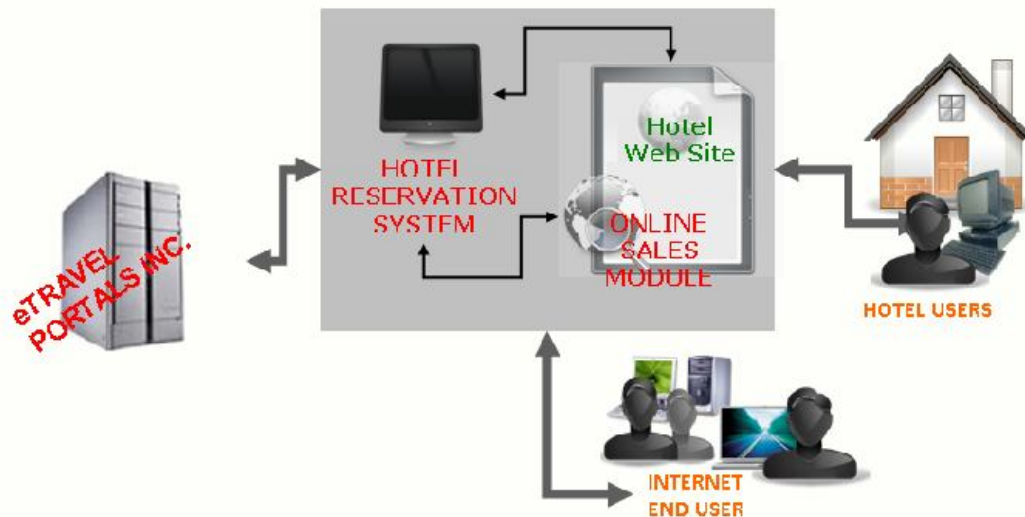 Hotel
Web Site
HOTEL
RESERVATION
SYSTEM
ONLINE
SALES
MODULE
eTRAVEL
PORTALS INC.
HOTEL USERS
INTERNET
END USER